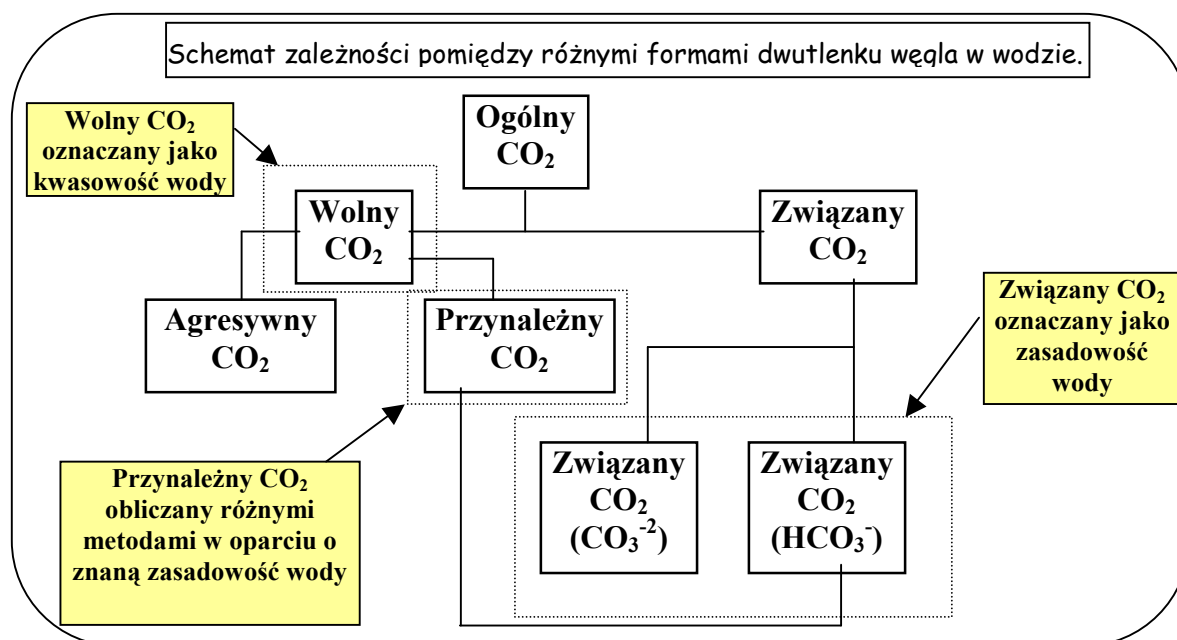 Schemat zależności pomiędzy różnymi formami dwutlenku węgla w wodzie.
Wolny CO₂
oznaczany jako
kwasowość wody
Ogólny
CO₂
Wolny
CO₂
Związany
CO₂
Agresywny
CO₂
Przynależny
CO₂
Związany CO₂
oznaczany jako
zasadowość
wody
Przynależny CO₂
obliczany różnymi
metodami w oparciu o
znaną zasadowość wody
Związany
CO₂
(CO₃⁻²)
Związany
CO₂
(HCO₃⁻)